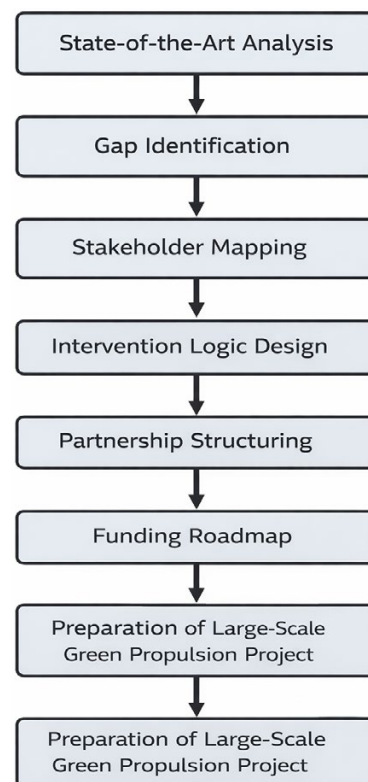 State-of-the-Art Analysis
Gap Identification
Stakeholder Mapping
Intervention Logic Design
Partnership Structuring
Funding Roadmap
Preparation of Large-Scale
Green Propulsion Project
Preparation of Large-Scale
Green Propulsion Project